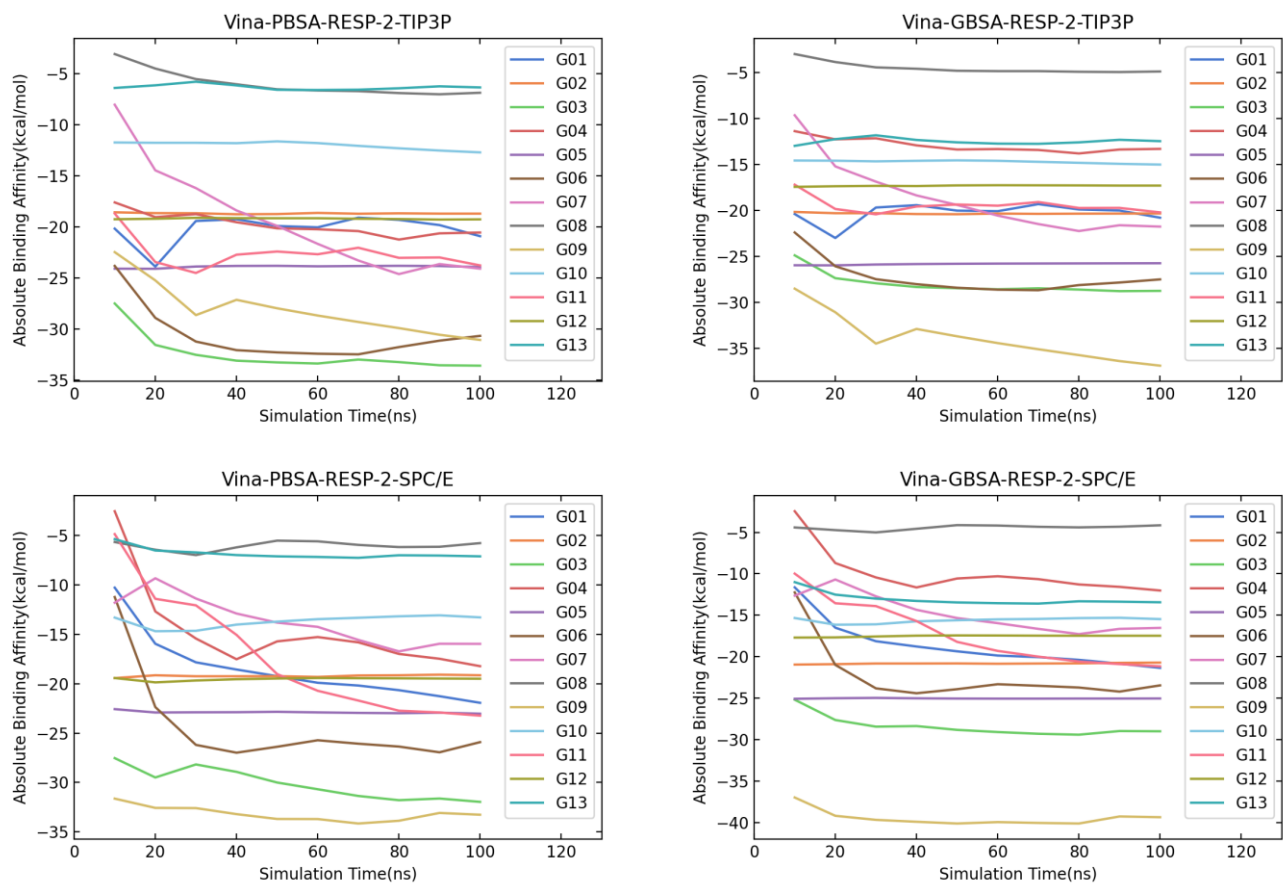 Vina-PBSA-RESP-2-TIP3P
Absolute Binding Affinity(kcal/mol)
−5
−10
−15
−20
−25
−30
−35
0
20
40
60
80
100
120
Simulation Time(ns)
G01
G02
G03
G04
G05
G06
G07
G08
G09
G10
G11
G12
G13
Vina-GBSA-RESP-2-TIP3P
Absolute Binding Affinity(kcal/mol)
−5
−10
−15
−20
−25
−30
−35
0
20
40
60
80
100
120
Simulation Time(ns)
G01
G02
G03
G04
G05
G06
G07
G08
G09
G10
G11
G12
G13
Vina-PBSA-RESP-2-SPC/E
Absolute Binding Affinity(kcal/mol)
−5
−10
−15
−20
−25
−30
−35
0
20
40
60
80
100
120
Simulation Time(ns)
G01
G02
G03
G04
G05
G06
G07
G08
G09
G10
G11
G12
G13
Vina-GBSA-RESP-2-SPC/E
Absolute Binding Affinity(kcal/mol)
−5
−10
−15
−20
−25
−30
−35
−40
0
20
40
60
80
100
120
Simulation Time(ns)
G01
G02
G03
G04
G05
G06
G07
G08
G09
G10
G11
G12
G13